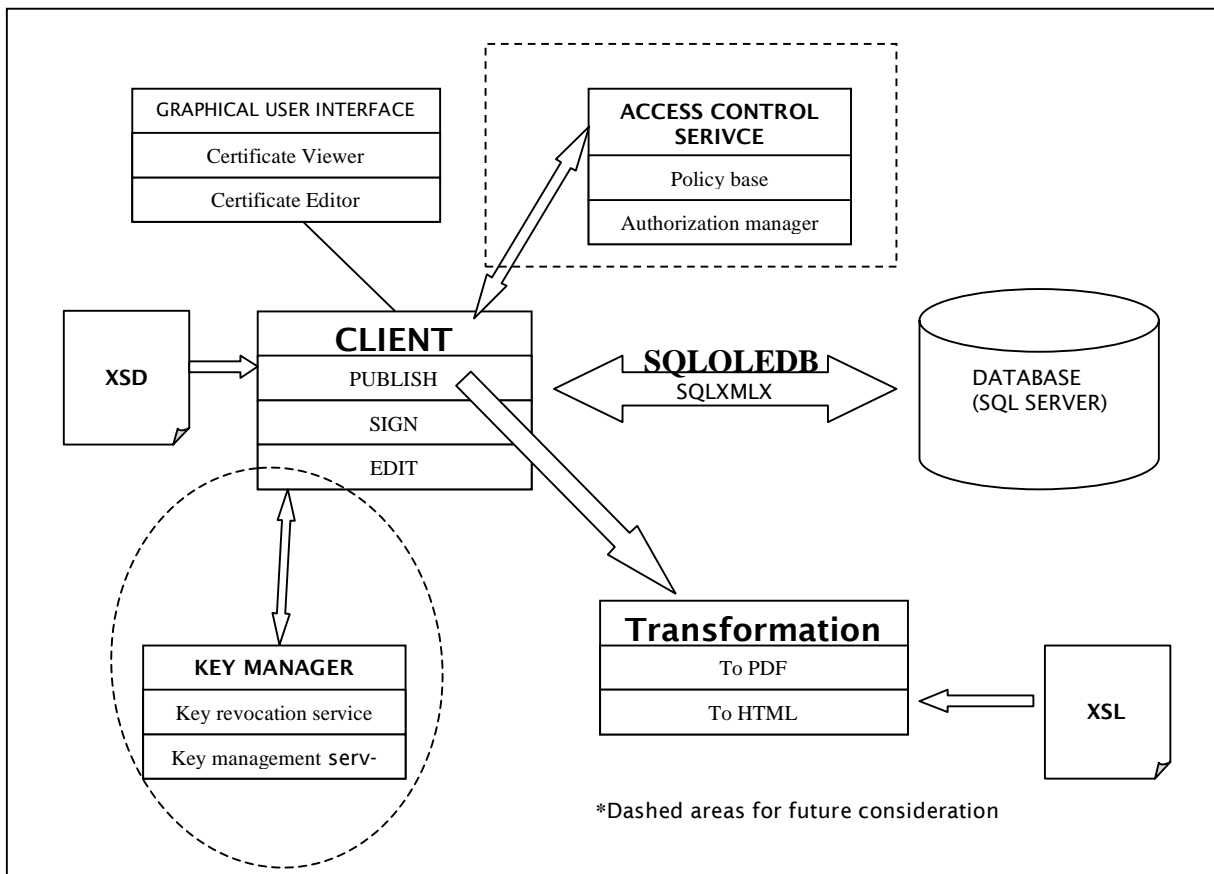 GRAPHICAL USER INTERFACE
Certificate Viewer
Certificate Editor
ACCESS CONTROL
SERIVCE
Policy base
Authorization manager
XSD
CLIENT
PUBLISH
SIGN
EDIT
SQLOLEDB
SQLXMLX
DATABASE
(SQL SERVER)
KEY MANAGER
Key revocation service
Key management serv-
Transformation
To PDF
To HTML
XSL
*Dashed areas for future consideration